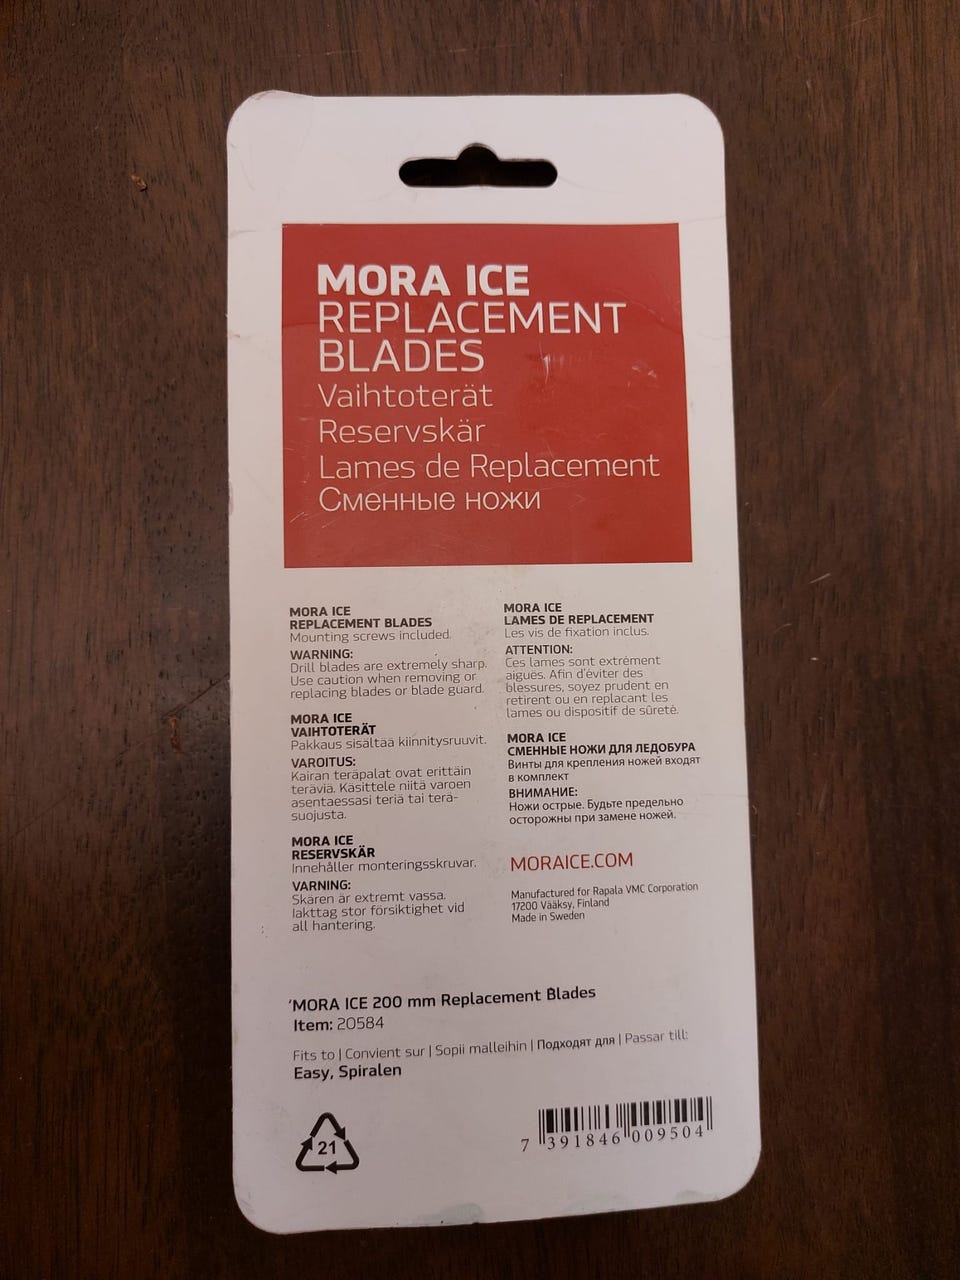 MORA ICE
REPLACEMENT
BLADES
Vaihtoterät
Reservskär
Lames de Replacement
Сменные ножи
MORA ICE
REPLACEMENT BLADES
Mounting screws included.
WARNING:
Drill blades are extremely sharp.
Use caution when removing or
replacing blades or blade guard.
MORA ICE
VAIHTOTERÄT
Pakkaus sisältää kiinnitysruuvit.
VAROITUS:
Kairan teräpalat ovat erittäin
teräviä. Käsittele niitä varoen
asentaessasi teriä tai terä-
suojusta.
MORA ICE
RESERVSKÄR
Innehåller monteringsskruvar.
VARNING:
Skären är extremt vassa.
Iakttag stor försiktighet vid
all hantering.
MORA ICE
LAMES DE REPLACEMENT
Les vis de fixation inclus.
ATTENTION:
Ces lames sont extrêment
aiguës. Afin d'éviter des
blessures, soyez prudent en
retirent ou en replacant les
lames ou dispositif de sûreté.
MORA ICE
СМЕННЫЕ НОЖИ ДЛЯ ЛЕДОБУРА
Винты для крепления ножей входят
в комплект
ВНИМАНИЕ:
Ножи острые. Будьте предельно
осторожны при замене ножей.
MORAICE.COM
Manufactured for Rapala VMC Corporation
17200 Vääksy, Finland
Made in Sweden
'MORA ICE 200 mm Replacement Blades
Item: 20584
Fits to | Convient sur | Sopii malleihin | Подходят для | Passar till:
Easy, Spiralen
21
7 391846 009504